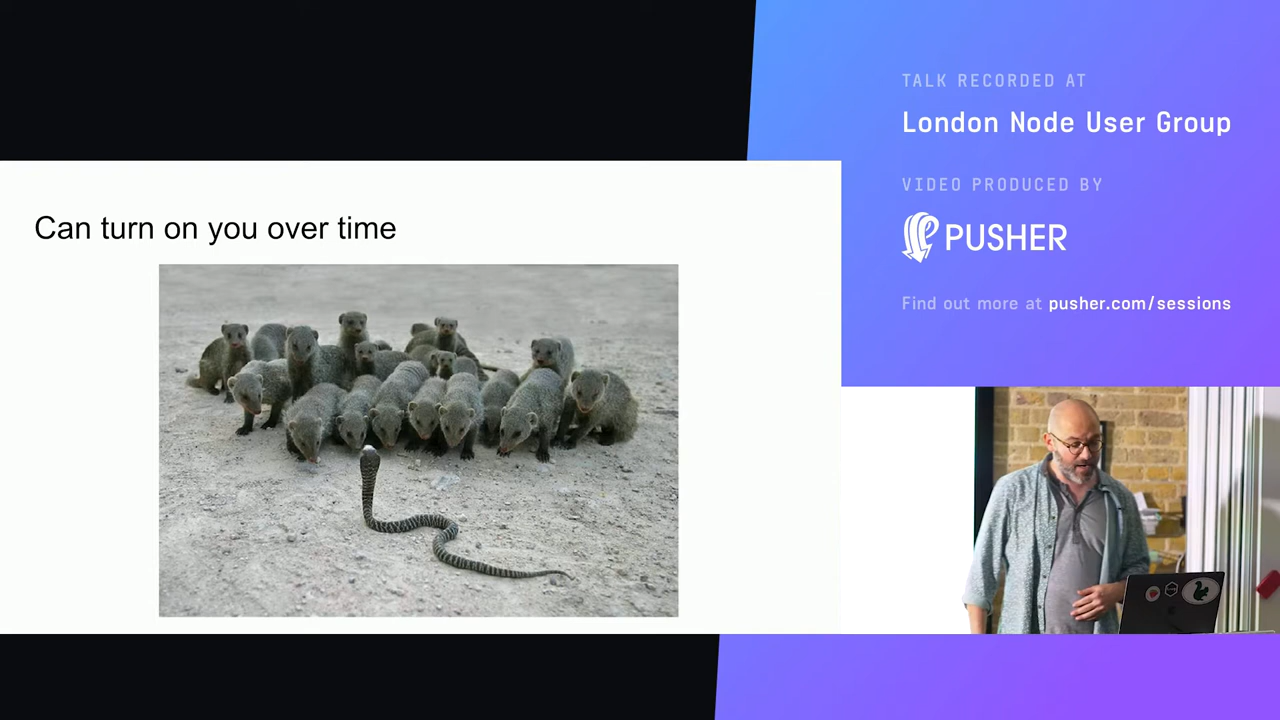 Can turn on you over time
TALK RECORDED AT
London Node User Group
VIDEO PRODUCED BY
PUSHER
Find out more at pusher.com/sessions